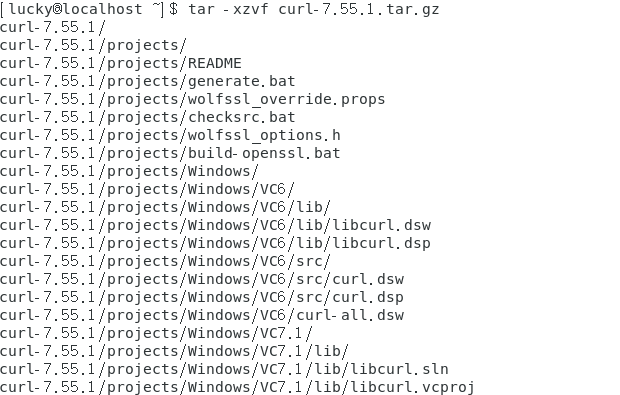 [lucky@localhost ~]$ tar -xzvf curl-7.55.1.tar.gz
curl-7.55.1/
curl-7.55.1/projects/
curl-7.55.1/projects/README
curl-7.55.1/projects/generate.bat
curl-7.55.1/projects/wolfssl_override.props
curl-7.55.1/projects/checksrc.bat
curl-7.55.1/projects/wolfssl_options.h
curl-7.55.1/projects/build-openssl.bat
curl-7.55.1/projects/Windows/
curl-7.55.1/projects/Windows/VC6/
curl-7.55.1/projects/Windows/VC6/lib/
curl-7.55.1/projects/Windows/VC6/lib/libcurl.dsw
curl-7.55.1/projects/Windows/VC6/lib/libcurl.dsp
curl-7.55.1/projects/Windows/VC6/src/
curl-7.55.1/projects/Windows/VC6/src/curl.dsw
curl-7.55.1/projects/Windows/VC6/src/curl.dsp
curl-7.55.1/projects/Windows/VC6/curl-all.dsw
curl-7.55.1/projects/Windows/VC7.1/
curl-7.55.1/projects/Windows/VC7.1/lib/
curl-7.55.1/projects/Windows/VC7.1/lib/libcurl.sln
curl-7.55.1/projects/Windows/VC7.1/lib/libcurl.vcproj